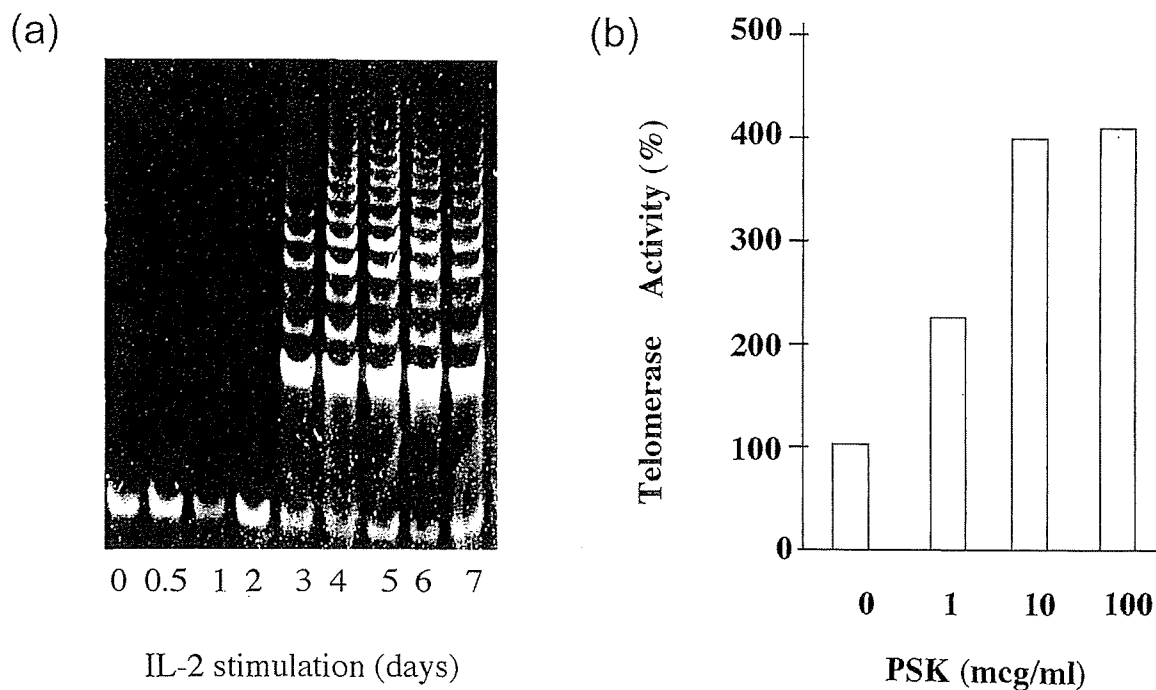 (a)
0 0.5 1 2 3 4 5 6 7
IL-2 stimulation (days)
(b)
500
400
300
200
100
0
Telomerase Activity (%)
0 1 10 100
PSK (mcg/ml)